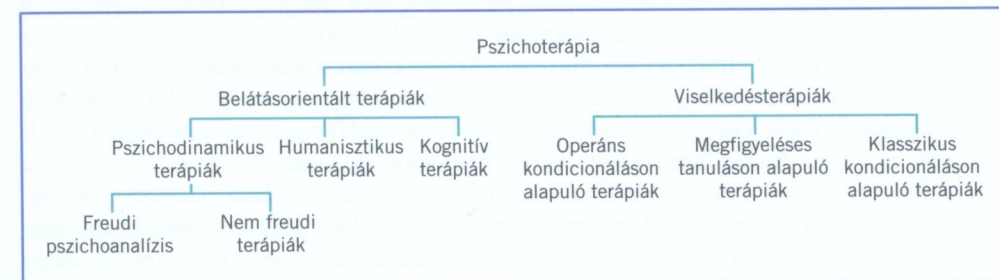 Pszichoterápia
Belátásorientált terápiák
Viselkedésterápiák
Pszichodinamikus
terápiák
Humanisztikus
terápiák
Kognitív
terápiák
Operáns
kondicionáláson
alapuló terápiák
Megfigyeléses
tanuláson alapuló
terápiák
Klasszikus
kondicionáláson
alapuló terápiák
Freudi
pszichoanalízis
Nem freudi
terápiák